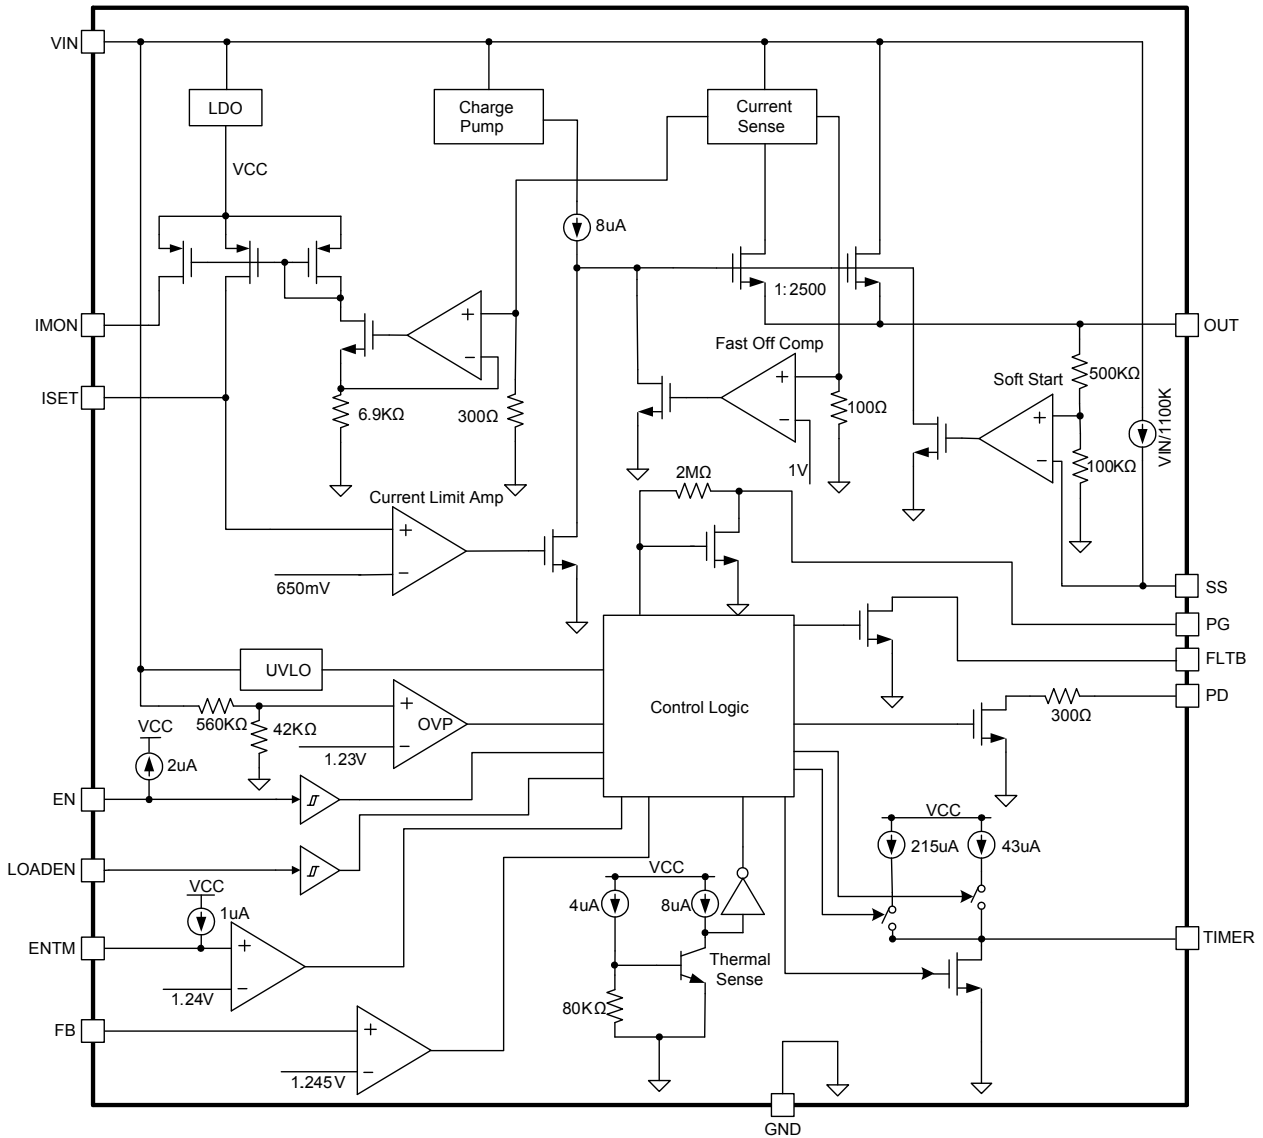 VIN
LDO
Charge
Pump
Current
Sense
VCC
8uA
1:2500
IMON
OUT
Fast Off Comp
+
−
+
−
500KΩ
Soft Start
ISET
6.9KΩ
300Ω
100Ω
+
−
VIN/1100K
1V
100KΩ
2MΩ
Current Limit Amp
+
−
650mV
SS
PG
FLTB
UVLO
PD
Control Logic
300Ω
560KΩ
42KΩ
+
OVP
−
1.23V
VCC
2uA
EN
VCC
215uA
43uA
LOADEN
VCC
4uA
8uA
VCC
1uA
ENTM
+
−
1.24V
TIMER
Thermal
Sense
80KΩ
FB
+
−
1.245V
GND